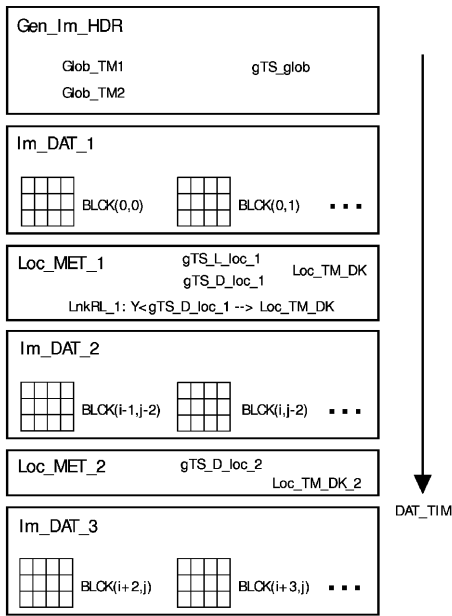 Gen_Im_HDR
Glob_TM1 gTS_glob
Glob_TM2
Im_DAT_1
BLCK(0,0) BLCK(0,1) ...
Loc_MET_1 gTS_L_loc_1
gTS_D_loc_1 Loc_TM_DK
LnkRL_1: Y<gTS_D_loc_1 --> Loc_TM_DK
Im_DAT_2
BLCK(i-1,j-2) BLCK(i,j-2) ...
Loc_MET_2 gTS_D_loc_2
Loc_TM_DK_2
DAT_TIM
Im_DAT_3
BLCK(i+2,j) BLCK(i+3,j) ...